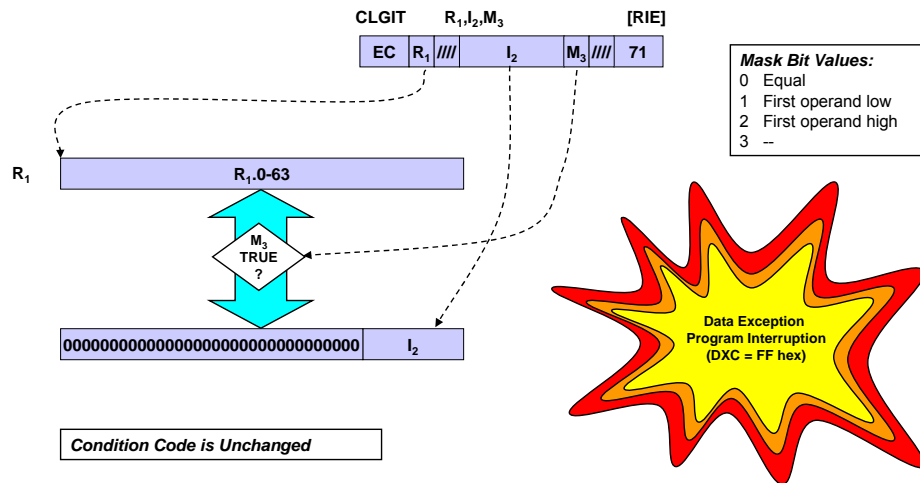 CLGIT R₁,I₂,M₃ [RIE]
EC R₁ //// I₂ M₃ //// 71
Mask Bit Values:
0 Equal
1 First operand low
2 First operand high
3 --
R₁ R₁.0-63
M₃
TRUE
?
00000000000000000000000000000000 I₂
Data Exception
Program Interruption
(DXC = FF hex)
Condition Code is Unchanged